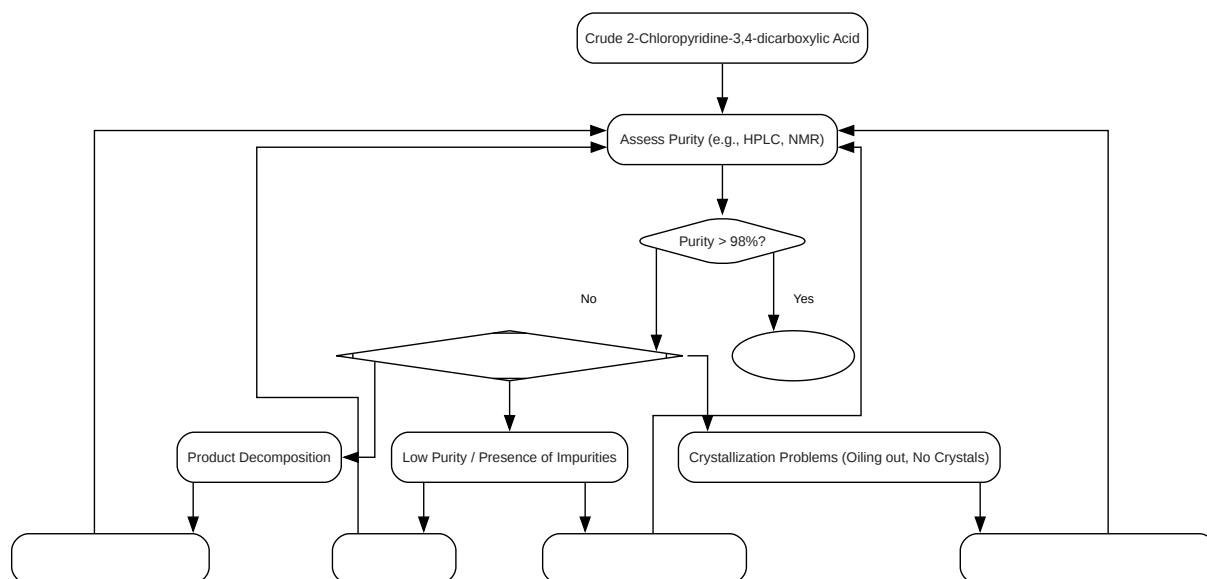 Crude 2-Chloropyridine-3,4-dicarboxylic Acid
Assess Purity (e.g., HPLC, NMR)
Purity > 98%?
No
Yes
Product Decomposition
Low Purity / Presence of Impurities
Crystallization Problems (Oiling out, No Crystals)